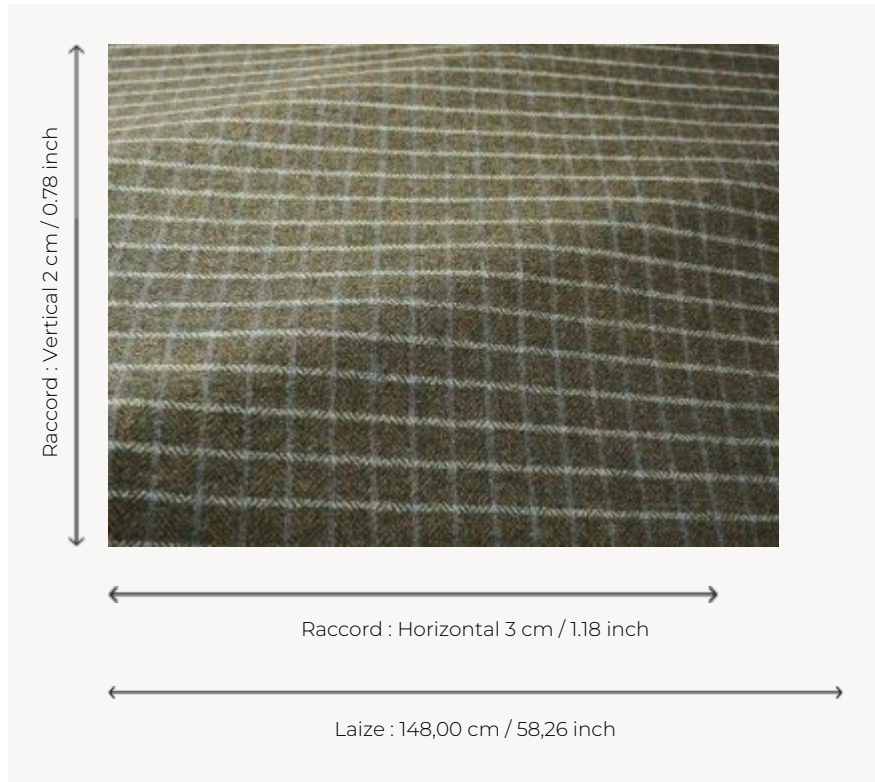 Raccord : Vertical 2 cm / 0.78 inch
Raccord : Horizontal 3 cm / 1.18 inch
Laize : 148,00 cm / 58,26 inch